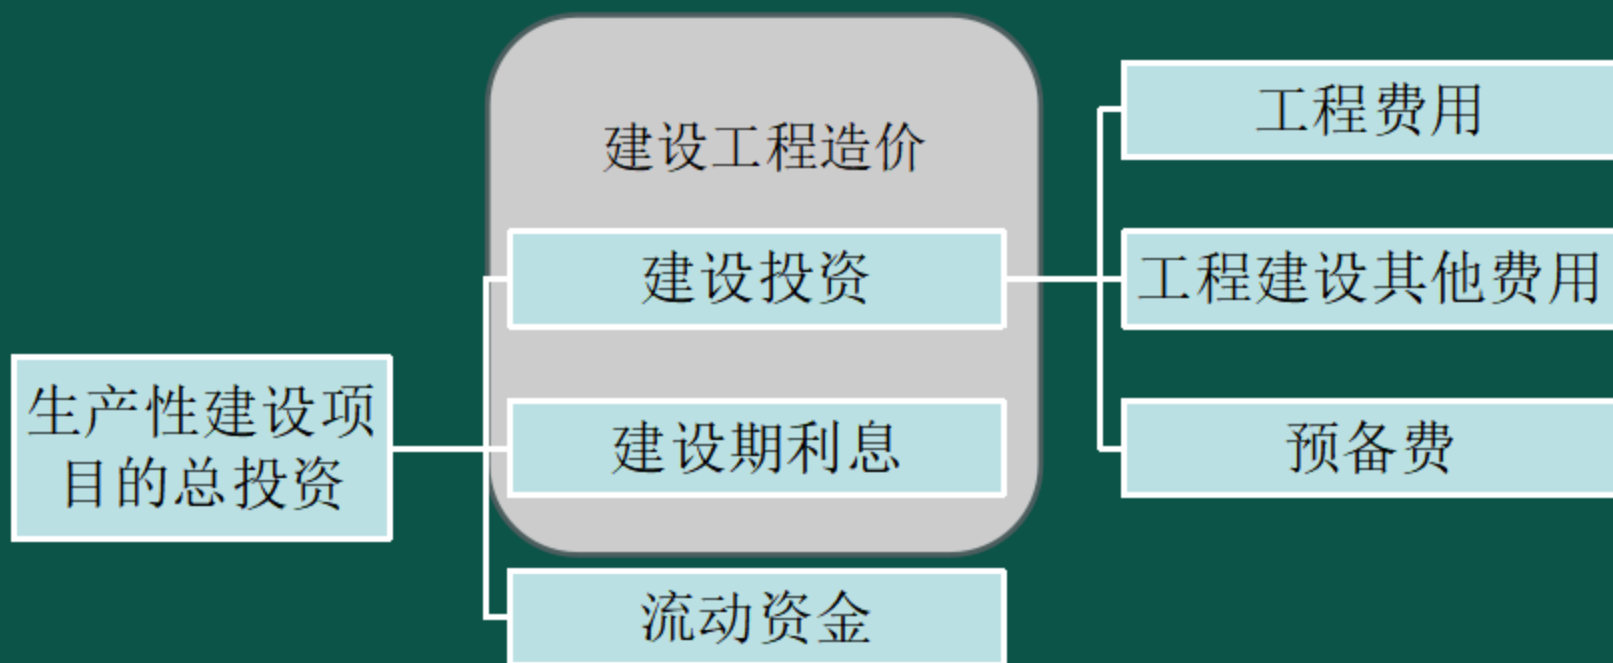 建设工程造价
工程费用
建设投资
工程建设其他费用
生产性建设项
目的总投资
建设期利息
预备费
流动资金